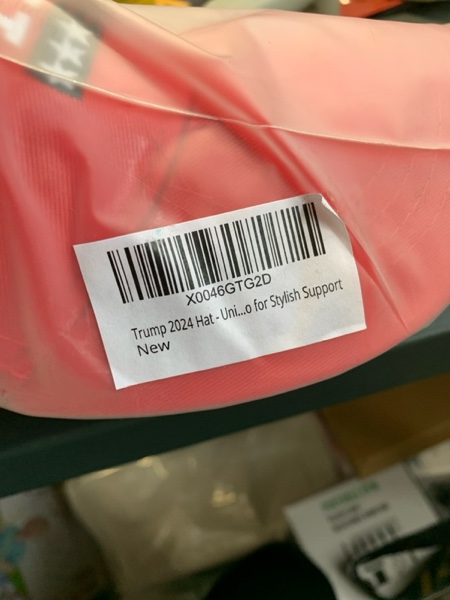 X0046GTG2D
Trump 2024 Hat - Uni...o for Stylish Support
New